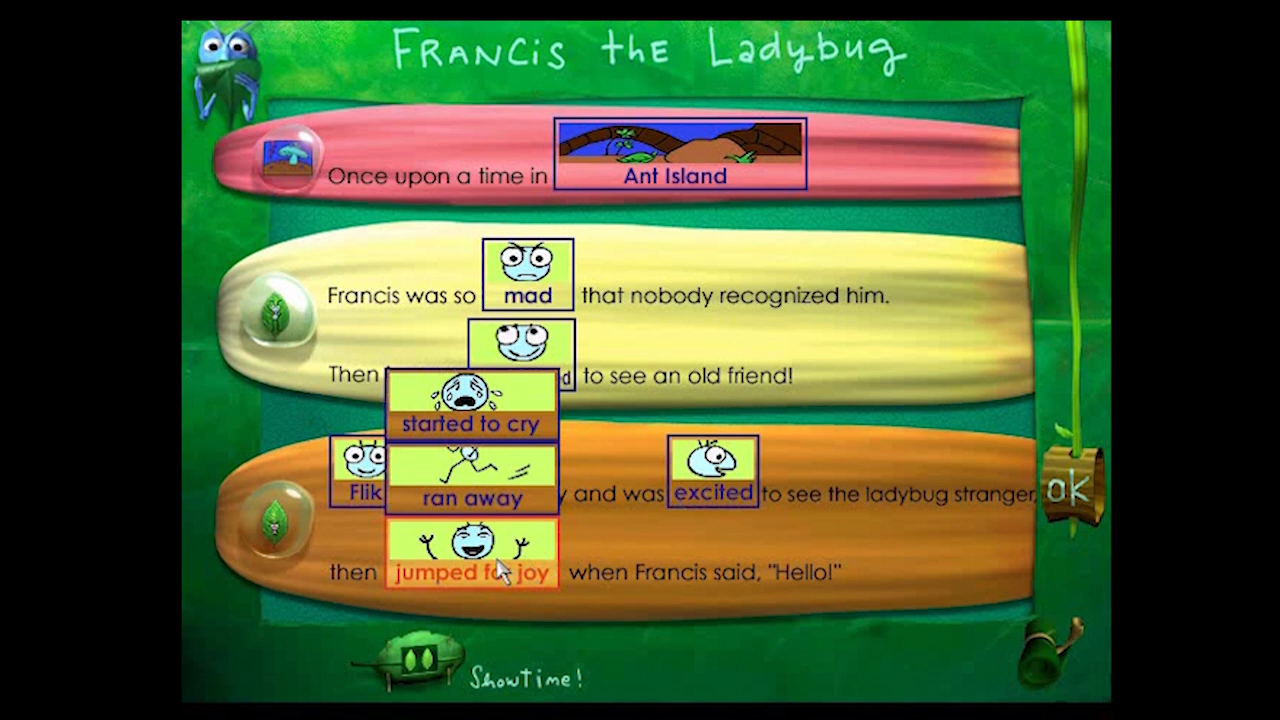 Francis the Ladybug
Once upon a time in Ant Island
Francis was so mad that nobody recognized him.
Then to see an old friend!
started to cry
Flik and was excited to see the ladybug stranger,
ran away
then jumped for joy when Francis said, "Hello!"
ok
Showtime!